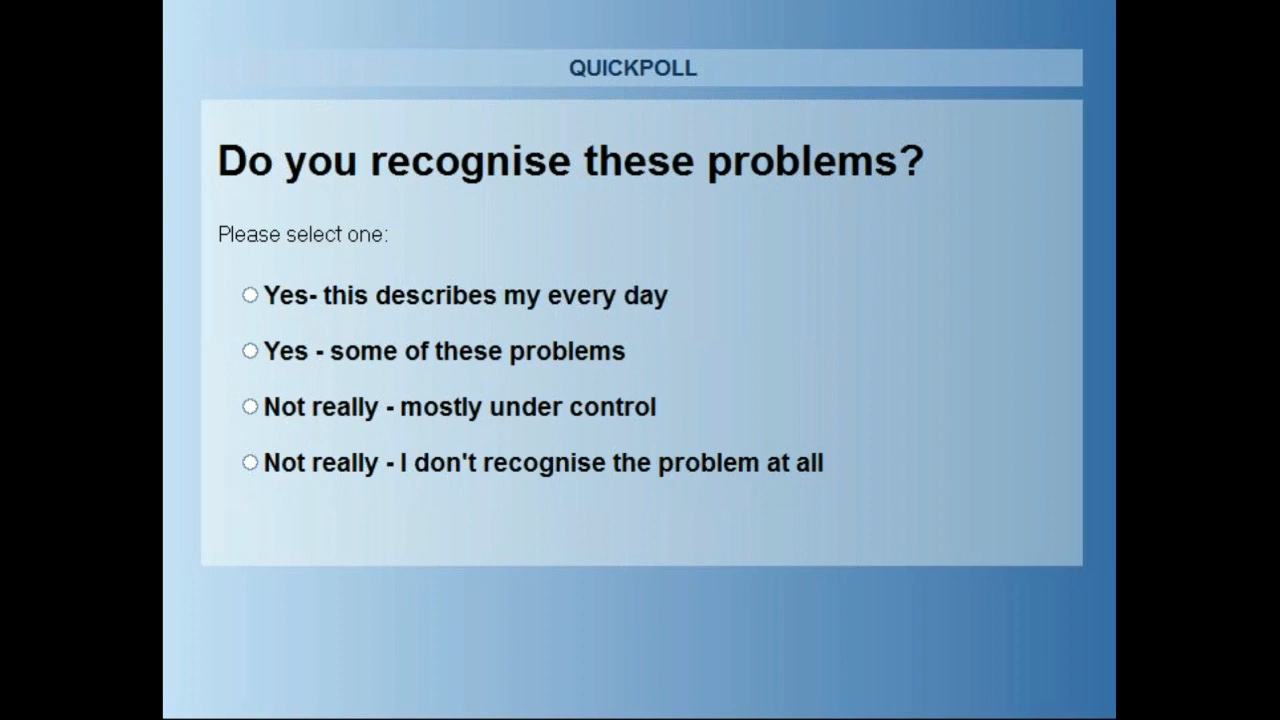 QUICKPOLL
Do you recognise these problems?
Please select one:
Yes- this describes my every day
Yes - some of these problems
Not really - mostly under control
Not really - I don't recognise the problem at all